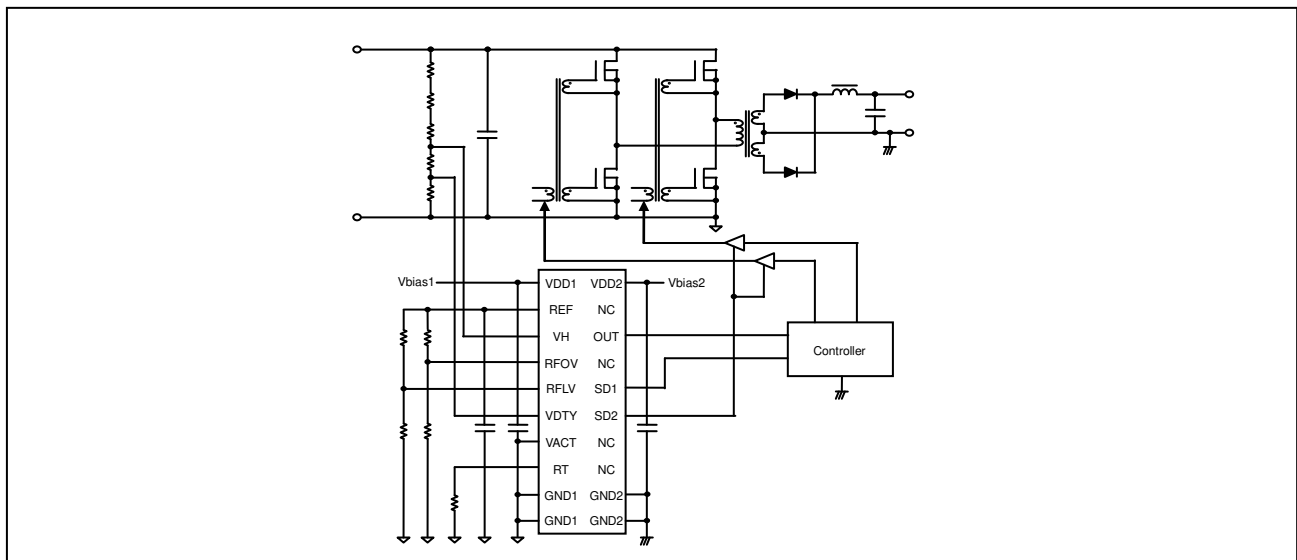 Vbias1
VDD1 VDD2
Vbias2
REF NC
VH OUT
RFOV NC
Controller
RFLV SD1
VDTY SD2
VACT NC
RT NC
GND1 GND2
GND1 GND2